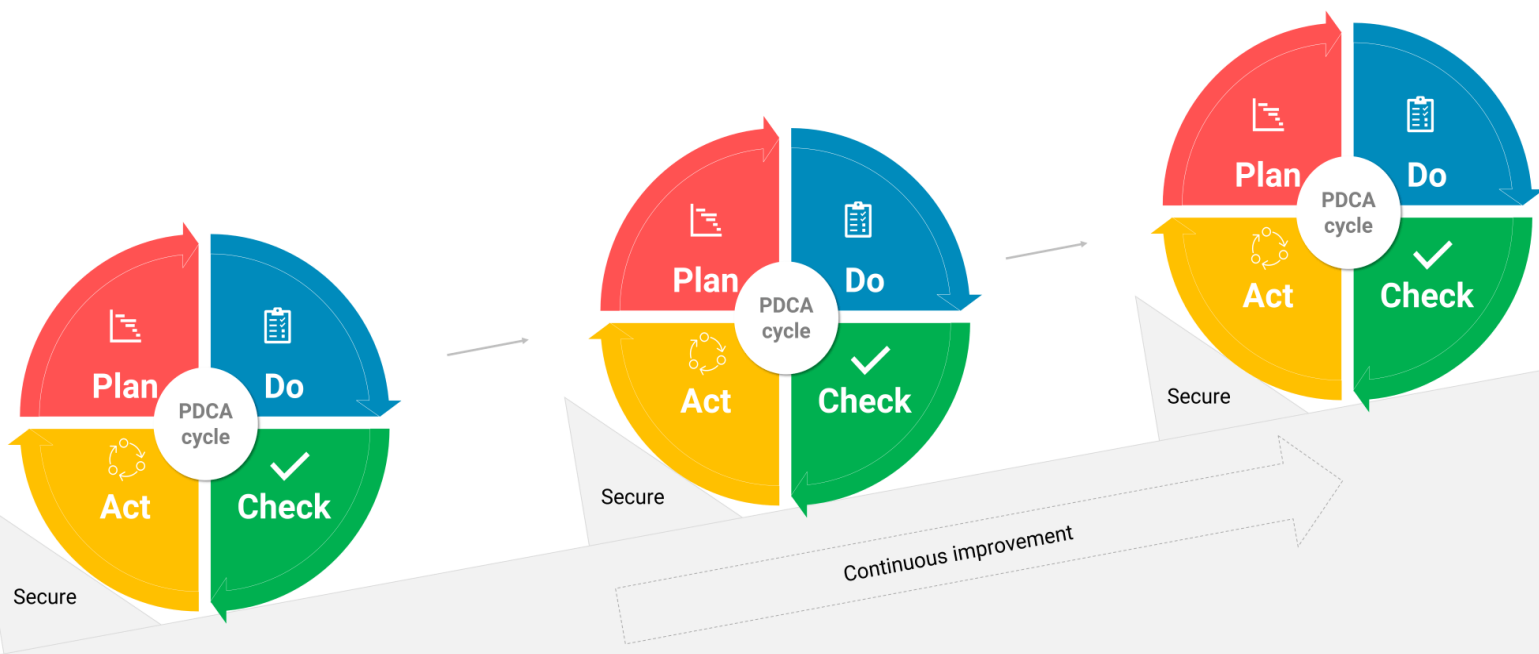 Plan
Do
PDCA
cycle
Act
Check
Secure
Plan
Do
PDCA
cycle
Act
Check
Secure
Plan
Do
PDCA
cycle
Act
Check
Secure
Continuous improvement